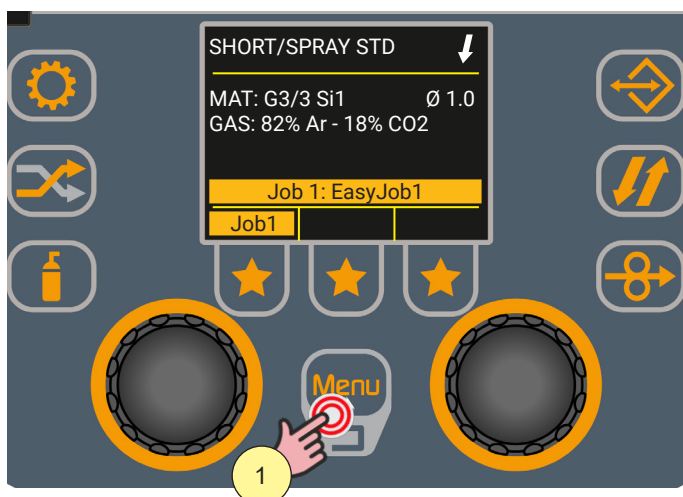 SHORT/SPRAY STD
MAT: G3/3 Si1 Ø 1.0
GAS: 82% Ar - 18% CO2
Job 1: EasyJob1
Job1
Menu
1